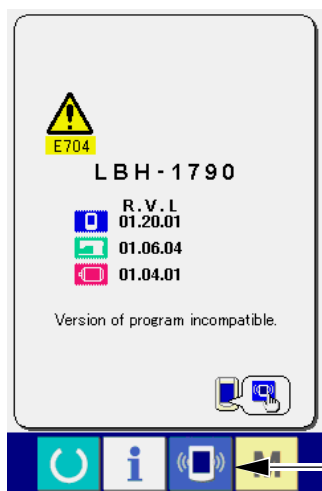 E704
LBH-1790
R.V.L
01.20.01
01.06.04
01.04.01
Version of program incompatible.
i
M